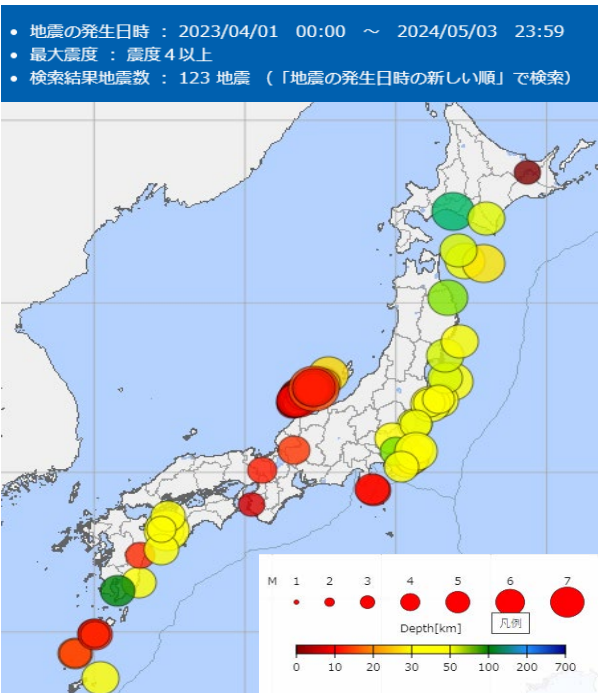 • 地震の発生日時 ： 2023/04/01 00:00 ～ 2024/05/03 23:59
• 最大震度 ： 震度４以上
• 検索結果地震数 ： 123 地震 （「地震の発生日時の新しい順」で検索）
M 1 2 3 4 5 6 7
Depth[km] 凡例
0 10 20 30 50 100 200 700